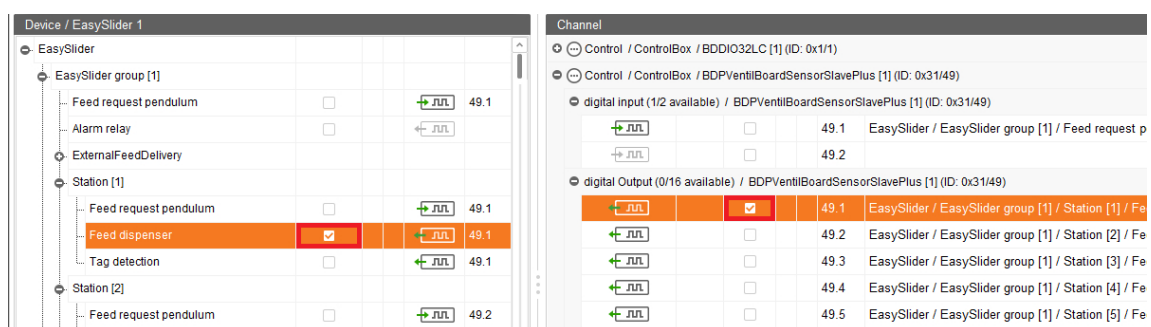 Device / EasySlider 1
EasySlider
EasySlider group [1]
Feed request pendulum 49.1
Alarm relay
ExternalFeedDelivery
Station [1]
Feed request pendulum 49.1
Feed dispenser 49.1
Tag detection 49.1
Station [2]
Feed request pendulum 49.2
Channel
Control / ControlBox / BDDIO32LC [1] (ID: 0x1/1)
Control / ControlBox / BDPVentilBoardSensorSlavePlus [1] (ID: 0x31/49)
digital input (1/2 available) / BDPVentilBoardSensorSlavePlus [1] (ID: 0x31/49)
49.1 EasySlider / EasySlider group [1] / Feed request p
49.2
digital Output (0/16 available) / BDPVentilBoardSensorSlavePlus [1] (ID: 0x31/49)
49.1 EasySlider / EasySlider group [1] / Station [1] / Fe
49.2 EasySlider / EasySlider group [1] / Station [2] / Fe
49.3 EasySlider / EasySlider group [1] / Station [3] / Fe
49.4 EasySlider / EasySlider group [1] / Station [4] / Fe
49.5 EasySlider / EasySlider group [1] / Station [5] / Fe